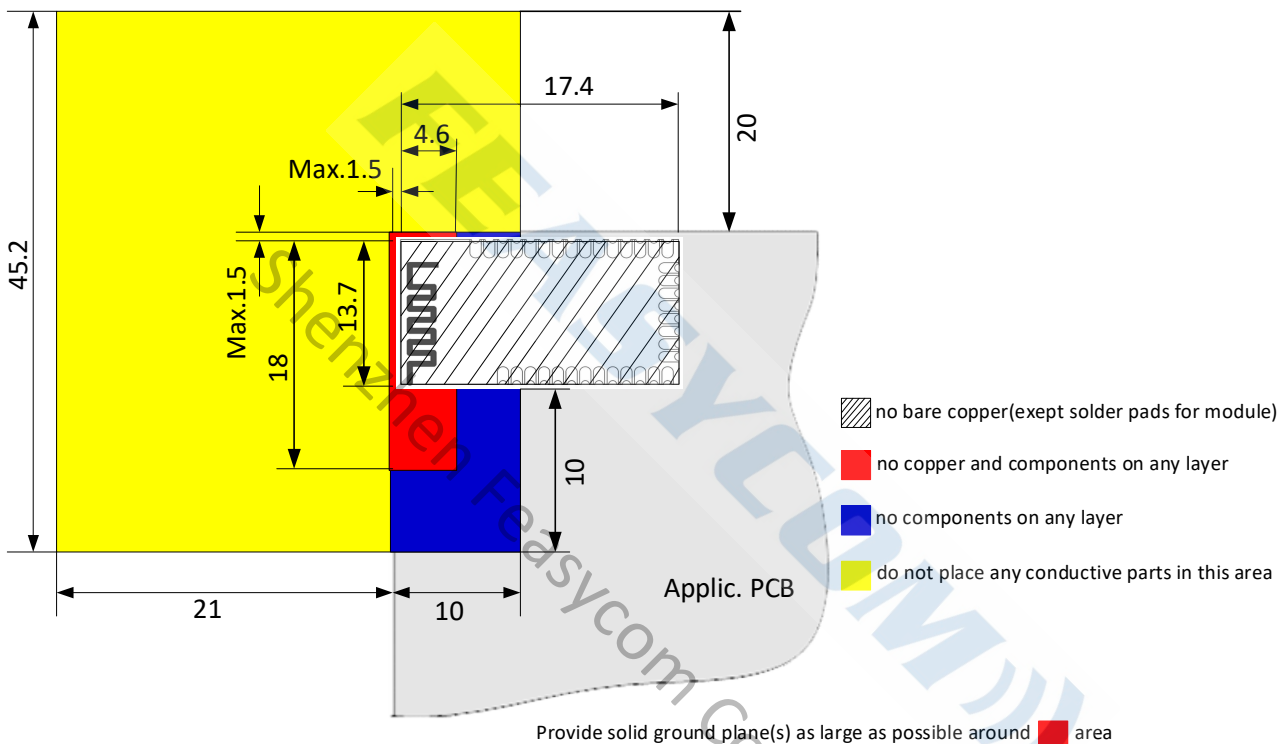 17.4
4.6
20
Max.1.5
45.2
Max.1.5
13.7
18
10
21
10
Applic. PCB
no bare copper(exept solder pads for module)
no copper and components on any layer
no components on any layer
do not place any conductive parts in this area
Provide solid ground plane(s) as large as possible around area
FEASYCOM
Shenzhen Feasycom Co